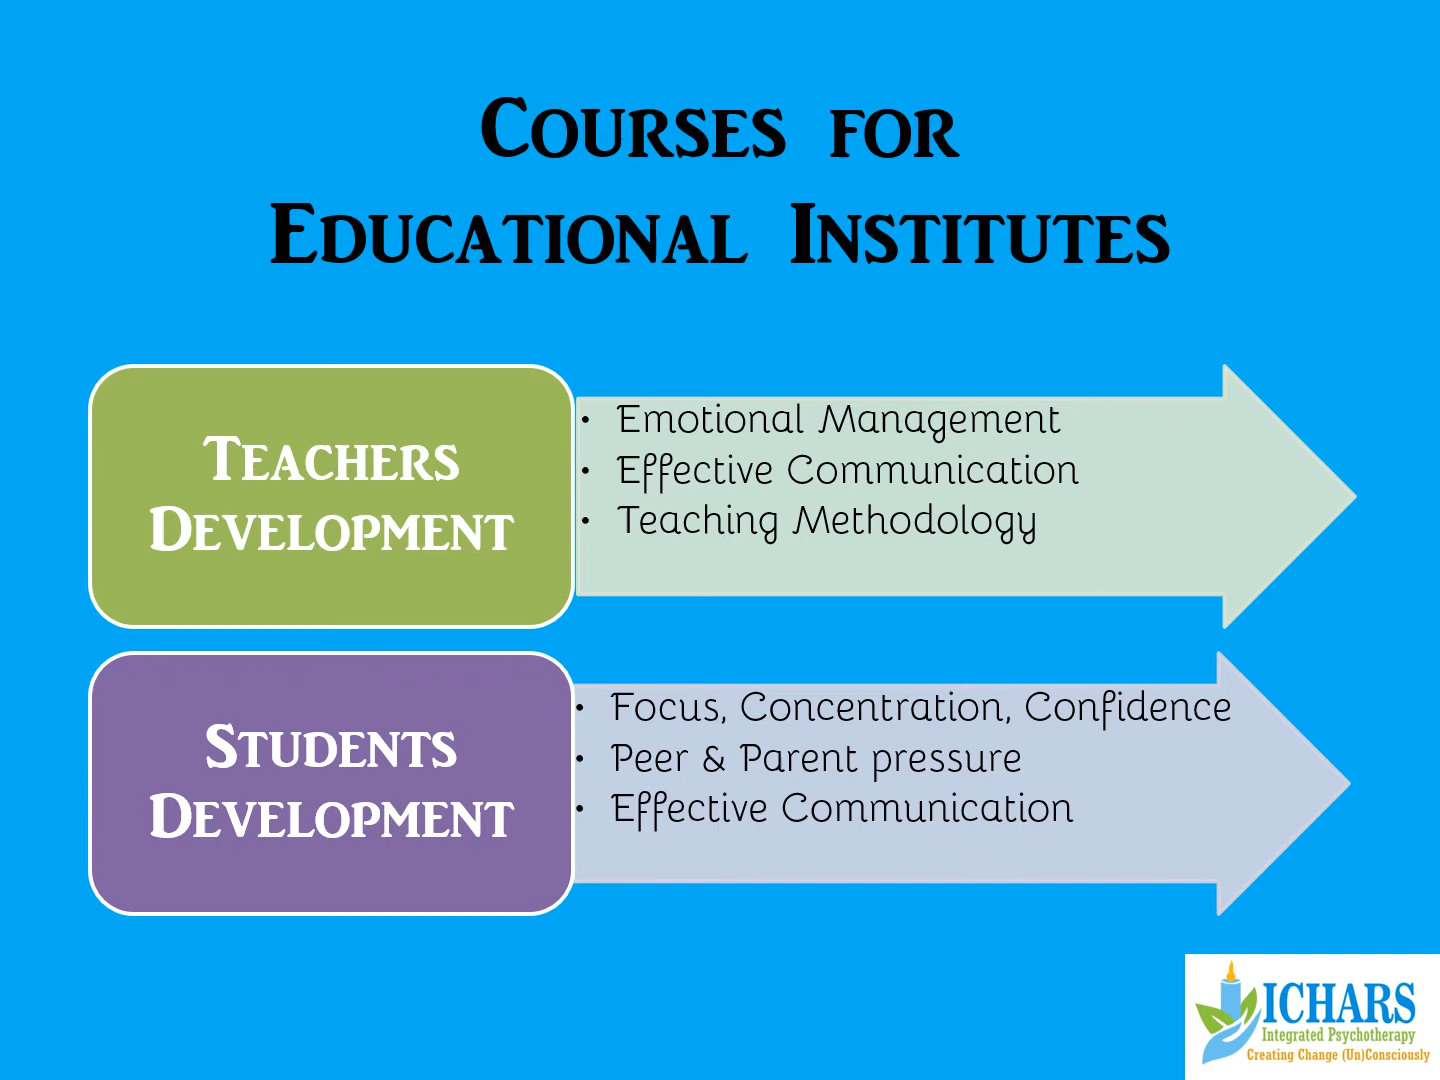 Courses for
Educational Institutes
Teachers
Development
• Emotional Management
• Effective Communication
• Teaching Methodology
Students
Development
• Focus, Concentration, Confidence
• Peer & Parent pressure
• Effective Communication
ICHARS
Integrated Psychotherapy
Creating Change (Un)Consciously